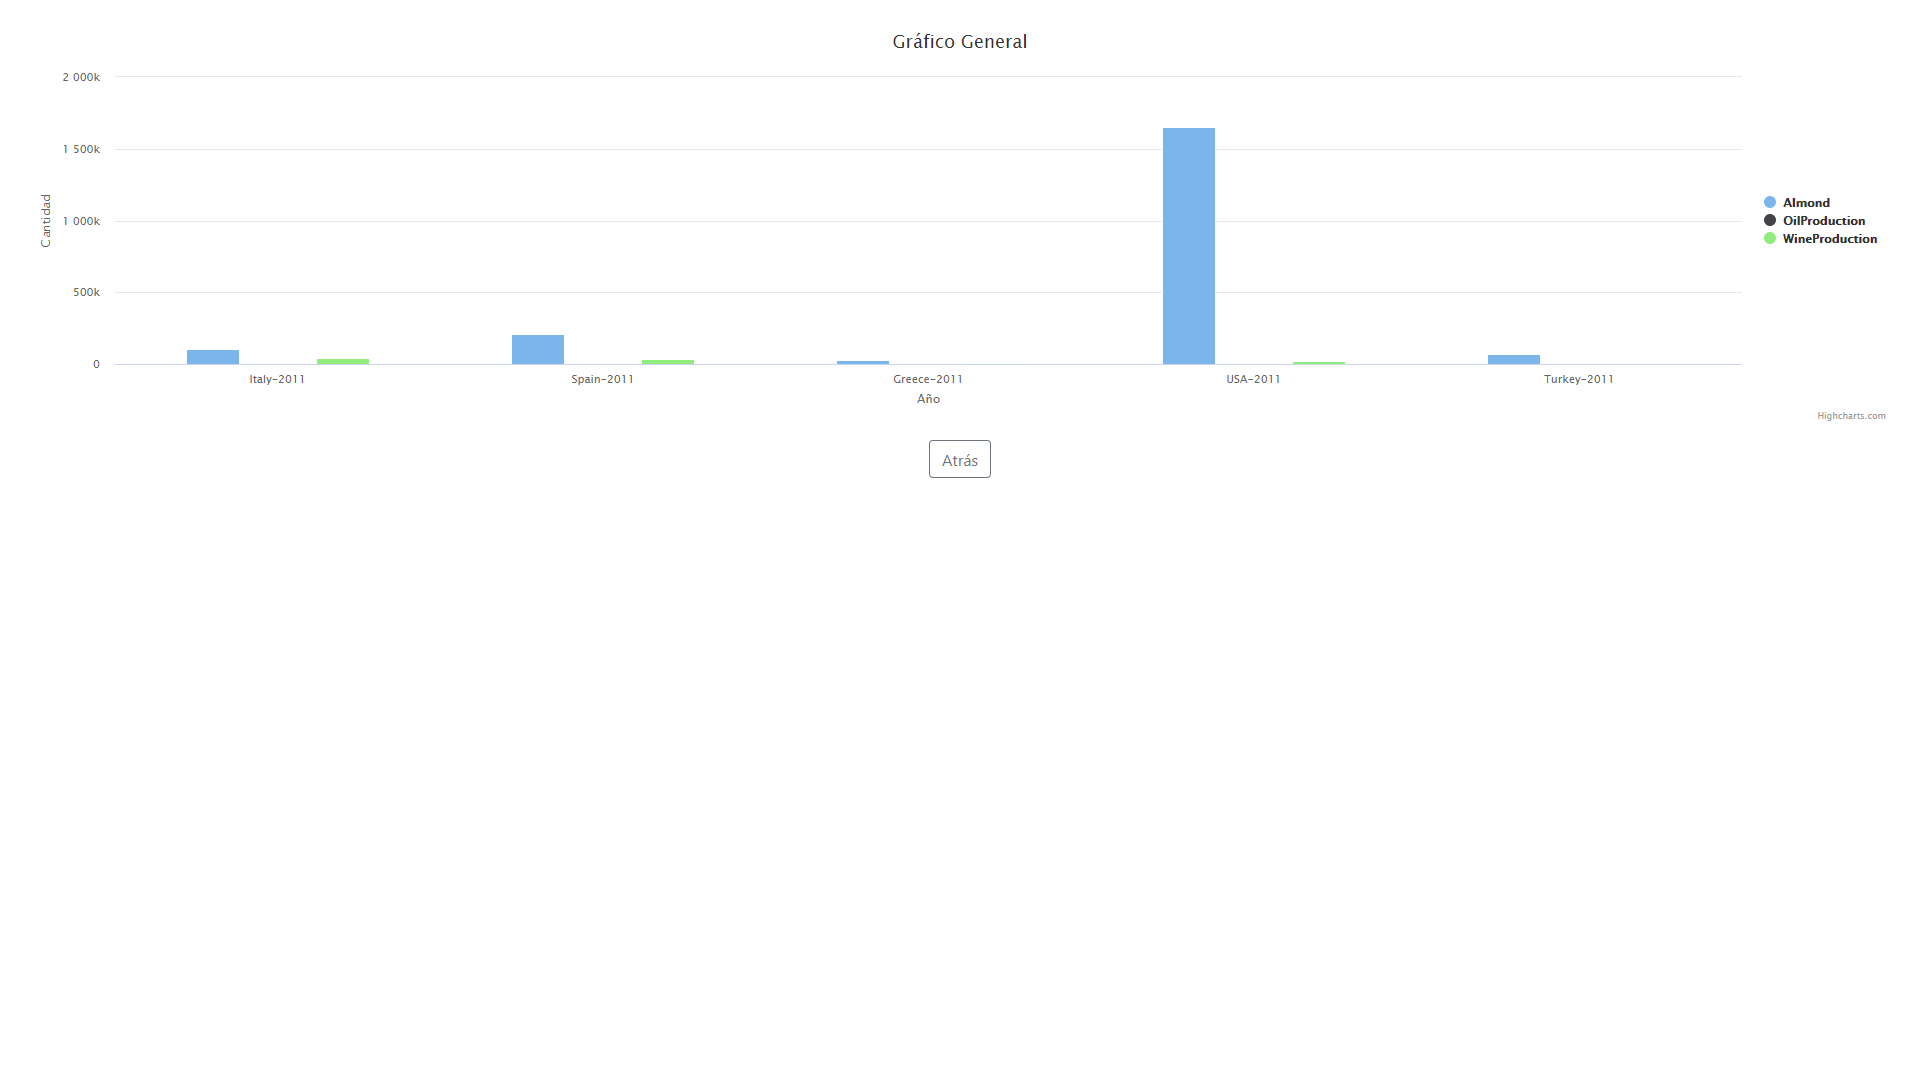 Gráfico General
2 000k
1 500k
1 000k
500k
0
Cantidad
Italy-2011
Spain-2011
Greece-2011
USA-2011
Turkey-2011
Año
Almond
OilProduction
WineProduction
Highcharts.com
Atrás